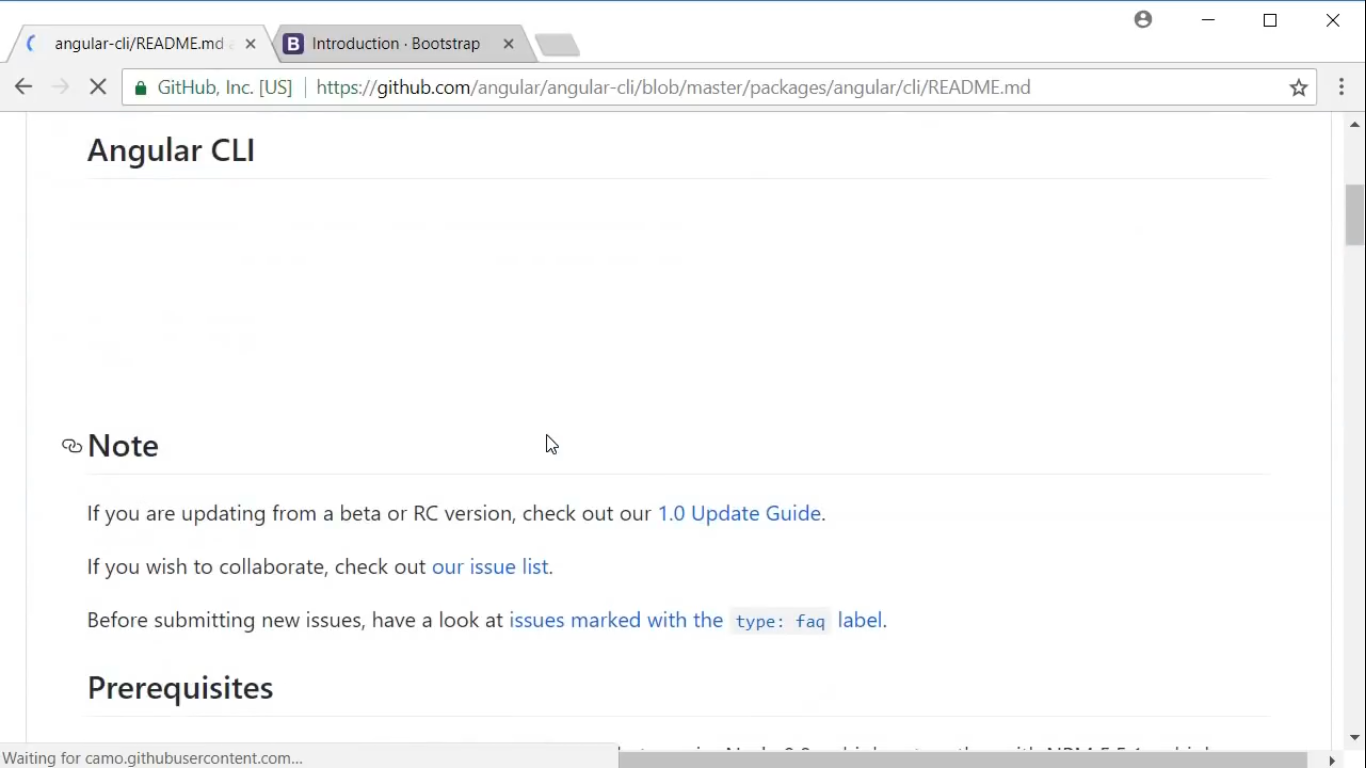 angular-cli/README.md
Introduction · Bootstrap
GitHub, Inc. [US] https://github.com/angular/angular-cli/blob/master/packages/angular/cli/README.md
Angular CLI
Note
If you are updating from a beta or RC version, check out our 1.0 Update Guide.
If you wish to collaborate, check out our issue list.
Before submitting new issues, have a look at issues marked with the type: faq label.
Prerequisites
Waiting for camo.githubusercontent.com...